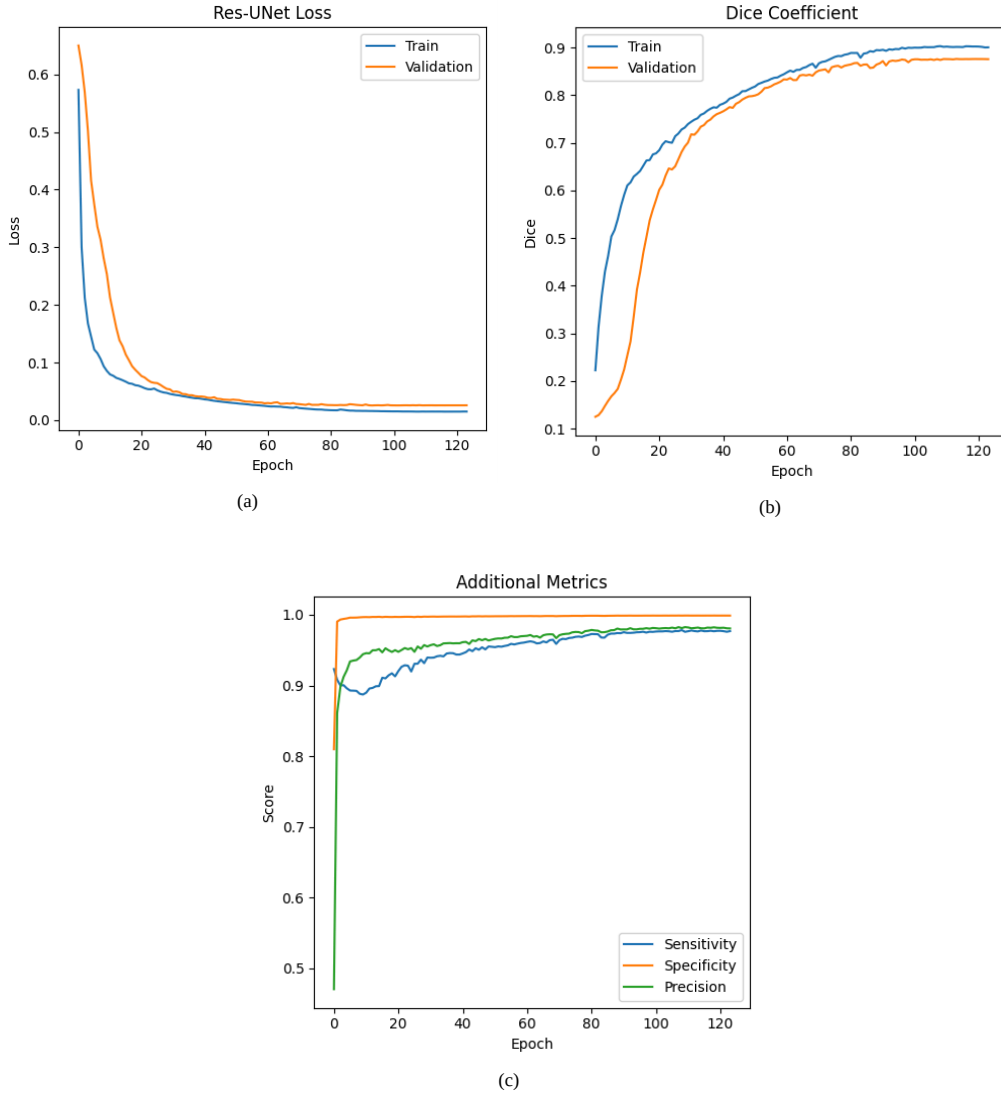 Res-UNet Loss
Train
Validation
0.6
0.5
0.4
0.3
0.2
0.1
0.0
Loss
0 20 40 60 80 100 120
Epoch
(a)
Dice Coefficient
Train
Validation
0.9
0.8
0.7
0.6
0.5
0.4
0.3
0.2
0.1
Dice
0 20 40 60 80 100 120
Epoch
(b)
Additional Metrics
1.0
0.9
0.8
0.7
0.6
0.5
Score
Sensitivity
Specificity
Precision
0 20 40 60 80 100 120
Epoch
(c)